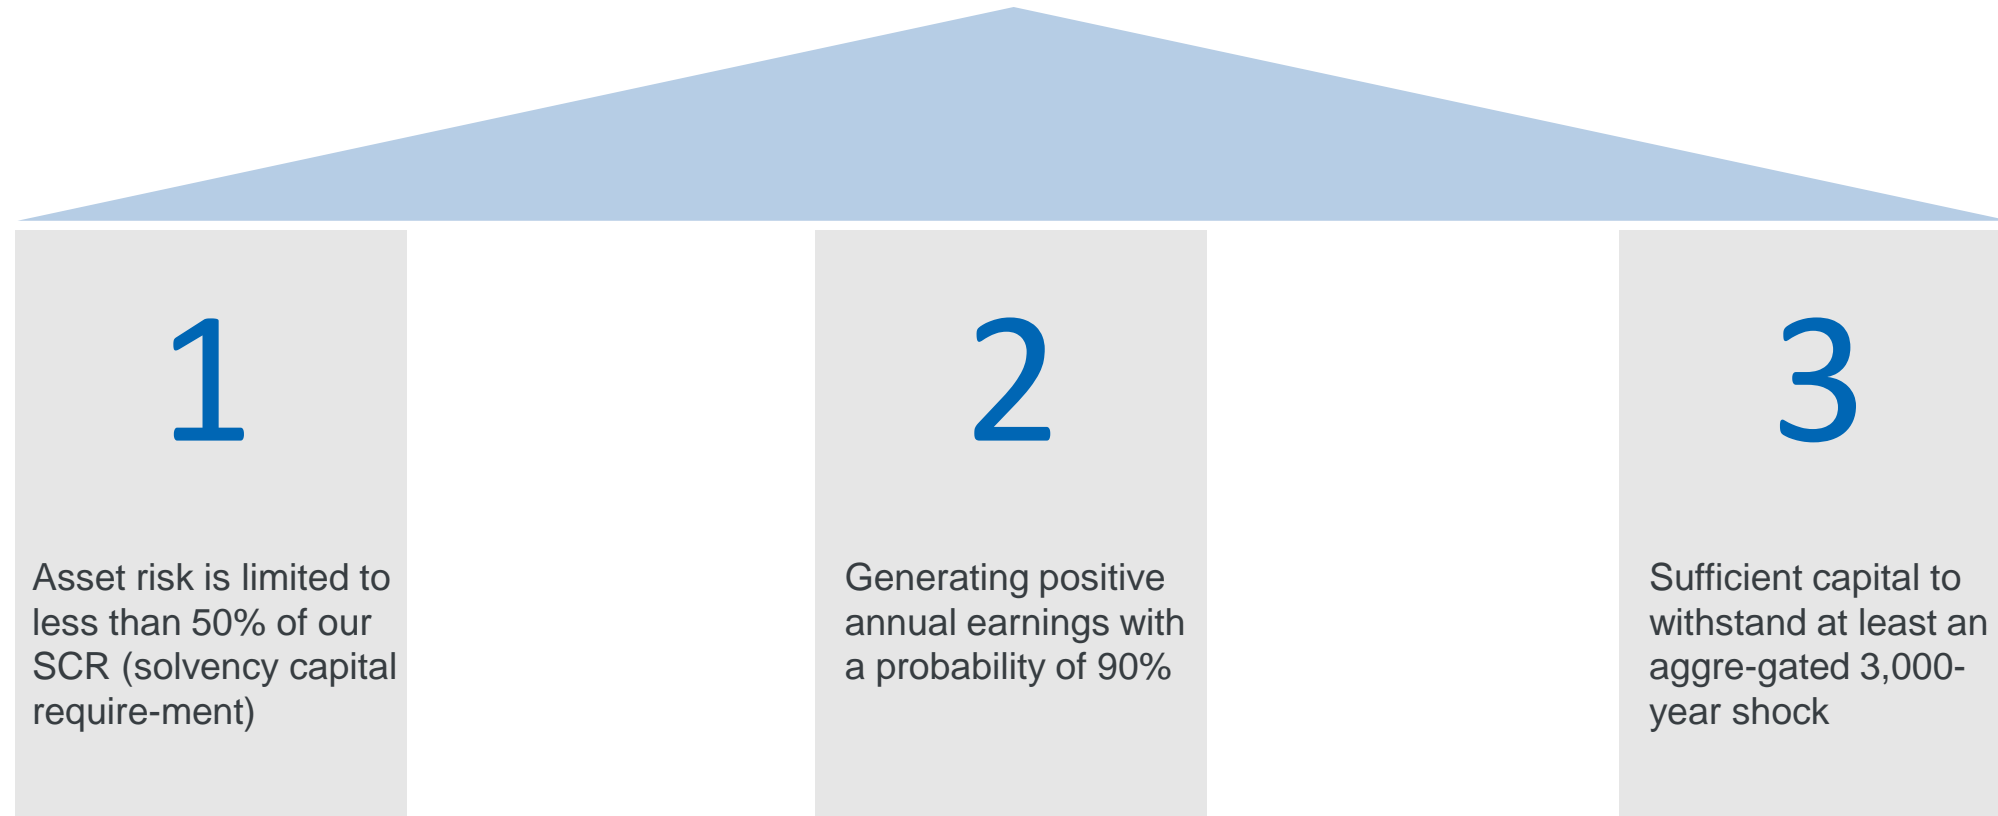 1
Asset risk is limited to
less than 50% of our
SCR (solvency capital
require-ment)
2
Generating positive
annual earnings with
a probability of 90%
3
Sufficient capital to
withstand at least an
aggre-gated 3,000-
year shock